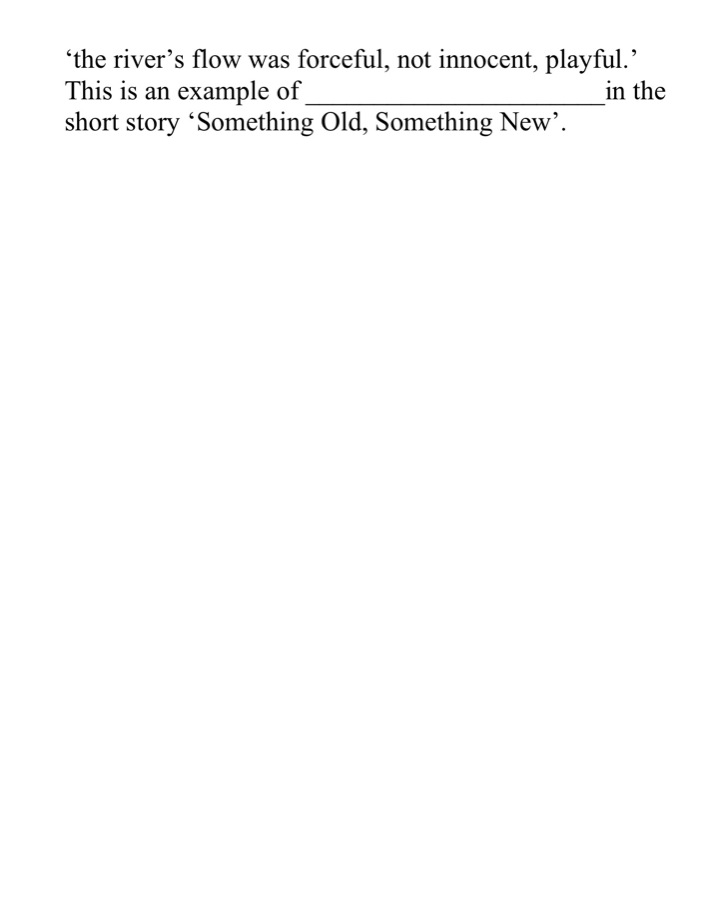 ‘the river’s flow was forceful, not innocent, playful.’
This is an example of ______________________in the
short story ‘Something Old, Something New’.